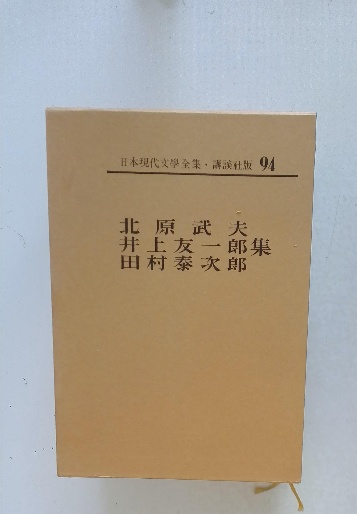 日本現代文學全集・講談社版 94
北原武夫
井上友一郎集
田村泰次郎